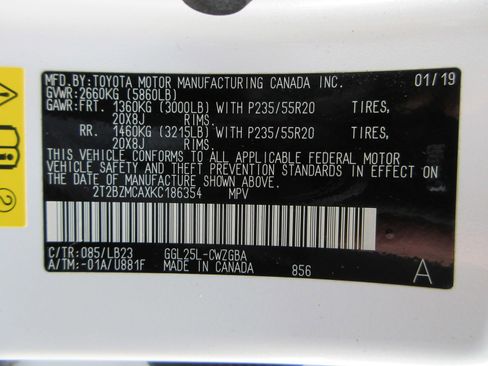 MFD.BY:TOYOTA MOTOR MANUFACTURING CANADA INC. 01/19
GVWR:2660KG (5860LB)
GAWR:FRT. 1360KG (3000LB) WITH P235/55R20 TIRES,
20X8J RIMS.
RR. 1460KG (3215LB) WITH P235/55R20 TIRES,
20X8J RIMS.
THIS VEHICLE CONFORMS TO ALL APPLICABLE FEDERAL MOTOR
VEHICLE SAFETY AND THEFT PREVENTION STANDARDS IN
EFFECT ON THE DATE OF MANUFACTURE SHOWN ABOVE.
2T2BZMCAXKC186354 MPV
C/TR:085/LB23 GGL25L-CWZGBA
A/TM:-01A/U881F MADE IN CANADA 856 A
2